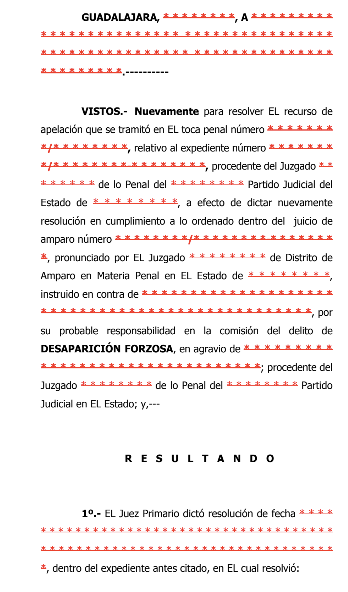 GUADALAJARA, * * * * * * * *, A * * * * * * * * *
* * * * * * * * * * * * * * * * * * * * * * * * * * * * * * * *
* * * * * * * * * * * * * * * * * * * * * * * * * * * * * * * *
* * * * * * * * *.----------
VISTOS.- Nuevamente para resolver EL recurso de
apelación que se tramitó en EL toca penal número * * * * * * *
*/* * * * * * * *, relativo al expediente número * * * * * * *
*/* * * * * * * * * * * * * * * * *, procedente del Juzgado * *
* * * * * * de lo Penal del * * * * * * * * Partido Judicial del
Estado de * * * * * * * *, a efecto de dictar nuevamente
resolución en cumplimiento a lo ordenado dentro del juicio de
amparo número * * * * * * * */* * * * * * * * * * * * * * *
*, pronunciado por EL Juzgado * * * * * * * * de Distrito de
Amparo en Materia Penal en EL Estado de * * * * * * * *,
instruido en contra de * * * * * * * * * * * * * * * * * * * * *
* * * * * * * * * * * * * * * * * * * * * * * * * * * * * *, por
su probable responsabilidad en la comisión del delito de
DESAPARICIÓN FORZOSA, en agravio de * * * * * * * * * *
* * * * * * * * * * * * * * * * * * * * * * * *; procedente del
Juzgado * * * * * * * * de lo Penal del * * * * * * * * Partido
Judicial en EL Estado; y,---
R E S U L T A N D O
1º.- EL Juez Primario dictó resolución de fecha * * * *
* * * * * * * * * * * * * * * * * * * * * * * * * * * * * * * *
* * * * * * * * * * * * * * * * * * * * * * * * * * * * * * * *
*, dentro del expediente antes citado, en EL cual resolvió: